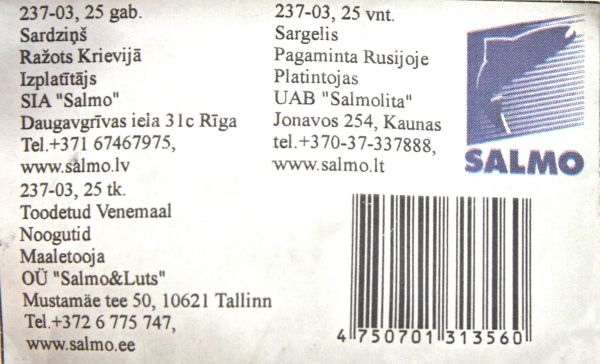 237-03, 25 gab.
Sardziņš
Ražots Krievijā
Izplatītājs
SIA "Salmo"
Daugavgrīvas iela 31c Rīga
Tel.+371 67467975,
www.salmo.lv
237-03, 25 tk.
Toodetud Venemaal
Noogutid
Maaletooja
OÜ "Salmo&Luts"
Mustamäe tee 50, 10621 Tallinn
Tel.+372 6 775 747,
www.salmo.ee
237-03, 25 vnt.
Sargelis
Pagaminta Rusijoje
Platintojas
UAB "Salmolita"
Jonavos 254, Kaunas
tel.+370-37-337888,
www.salmo.lt
SALMO
4 750701 313560